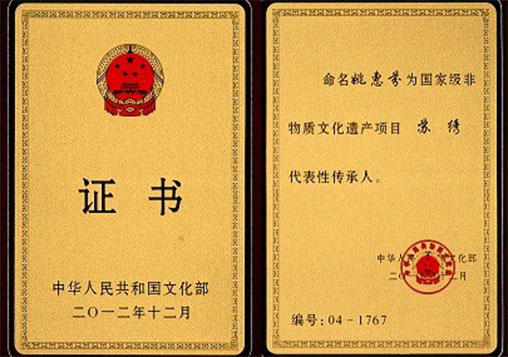 证书
中华人民共和国文化部
二〇一二年十二月
命名姚惠芬为国家级非
物质文化遗产项目 苏绣
代表性传承人。
中华人民共和国文化部
二〇一二年十二月
编号:04-1767